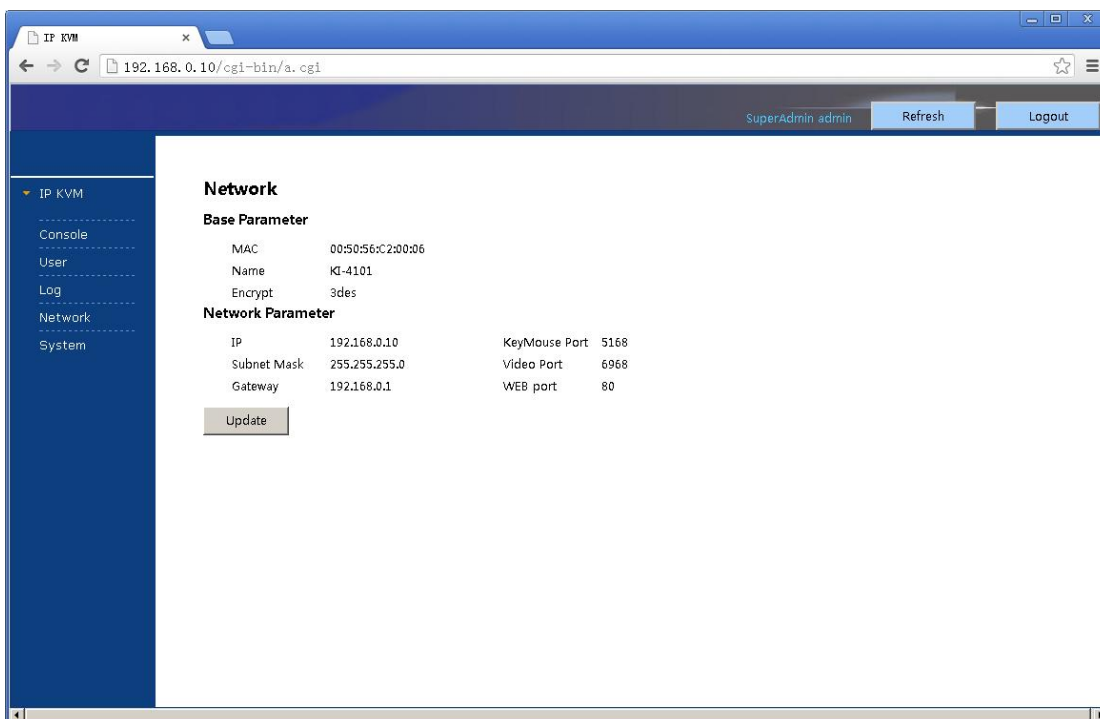 IP KVM
192.168.0.10/cgi-bin/a.cgi
SuperAdmin admin Refresh Logout
IP KVM
Console
User
Log
Network
System
Network
Base Parameter
MAC 00:50:56:C2:00:06
Name KI-4101
Encrypt 3des
Network Parameter
IP 192.168.0.10 KeyMouse Port 5168
Subnet Mask 255.255.255.0 Video Port 6968
Gateway 192.168.0.1 WEB port 80
Update